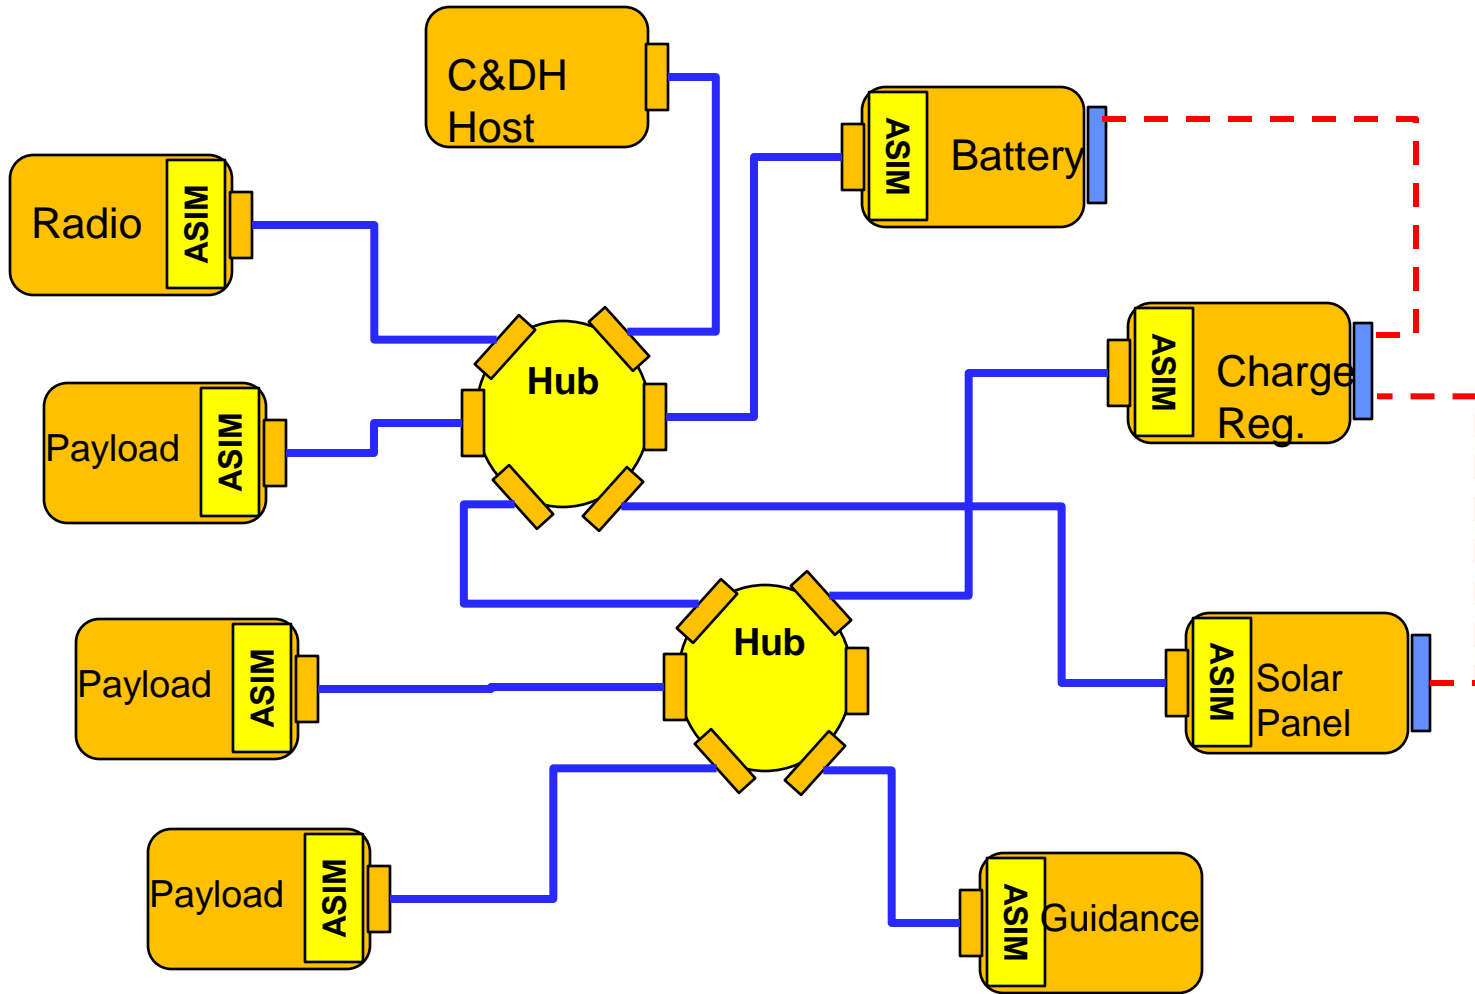 C&DH
Host
ASIM
Battery
Radio
ASIM
Hub
ASIM
Charge
Reg.
Payload
ASIM
Hub
Payload
ASIM
ASIM
Solar
Panel
Payload
ASIM
ASIM
Guidance